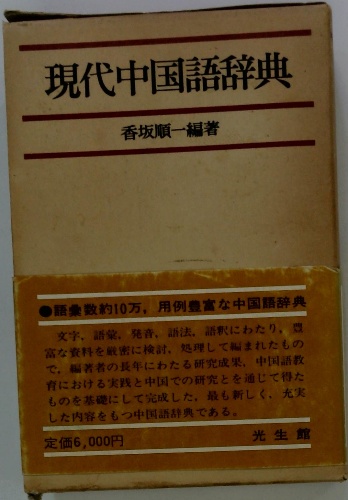 現代中国語辞典
香坂順一編著
●語彙数約10万，用例豊富な中国語辞典
文字，語彙，発音，語法，語釈にわたり，豊
富な資料を厳密に検討，処理して編まれたもの
で，編著者の長年にわたる研究成果，中国語教
育における実践と中国での研究とを通じて得た
ものを基礎にして完成した，最も新しく，充実
した内容をもつ中国語辞典である。
定価6,000円
光生館